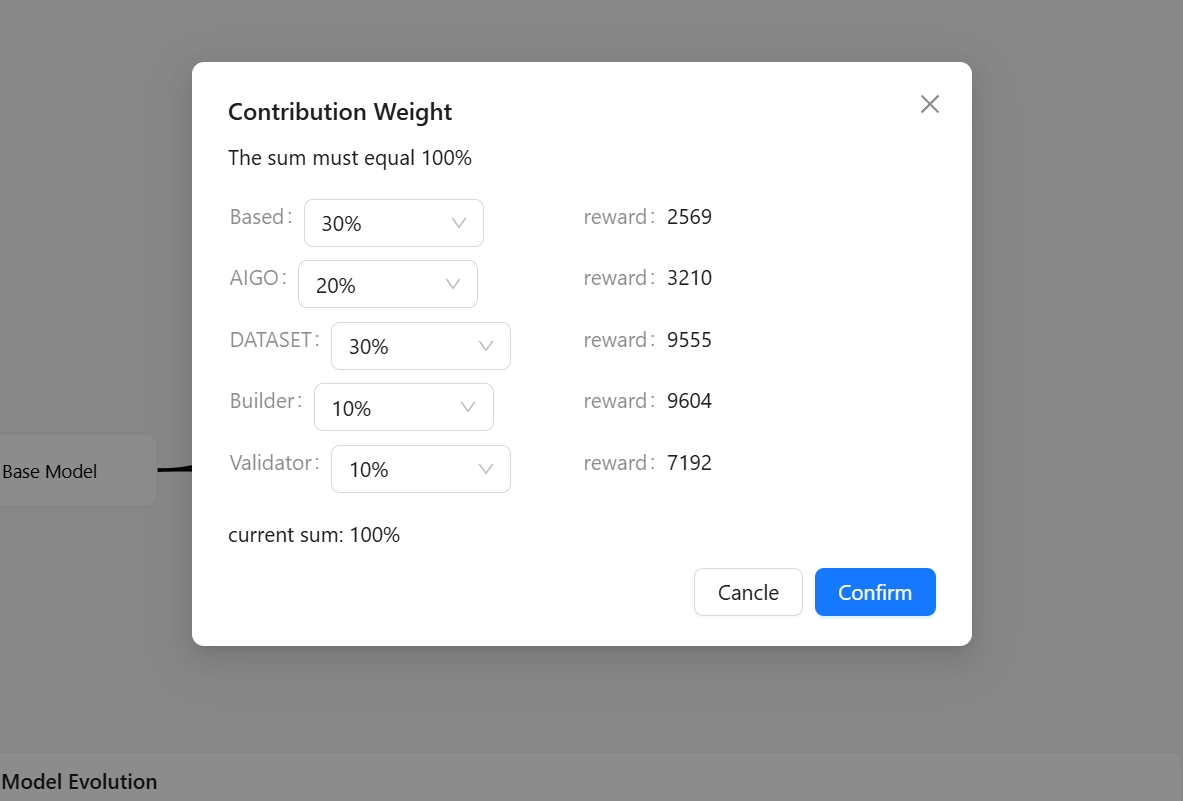 Contribution Weight
The sum must equal 100%
Based: 30% reward: 2569
AIGO: 20% reward: 3210
DATASET: 30% reward: 9555
Builder: 10% reward: 9604
Validator: 10% reward: 7192
Base Model
current sum: 100%
Cancle Confirm
Model Evolution